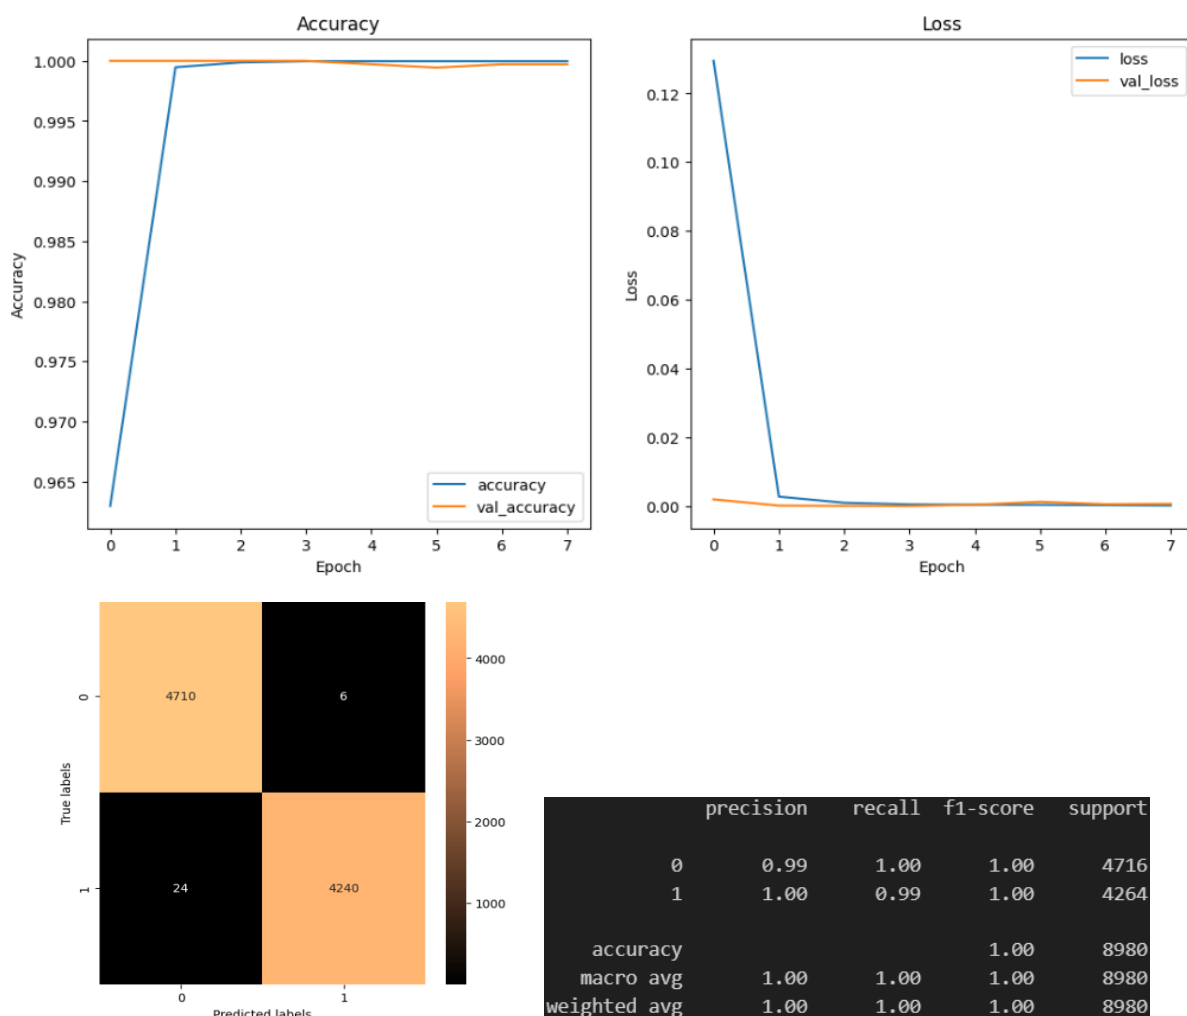 Accuracy
1.000
0.995
0.990
0.985
0.980
0.975
0.970
0.965
Accuracy
accuracy
val_accuracy
0 1 2 3 4 5 6 7
Epoch
Loss
loss
val_loss
0.12
0.10
0.08
0.06
0.04
0.02
0.00
Loss
0 1 2 3 4 5 6 7
Epoch
4710 6
24 4240
0
1
True labels
0 1
Predicted labels
4000
3000
2000
1000
0
precision recall f1-score support
0 0.99 1.00 1.00 4716
1 1.00 0.99 1.00 4264
accuracy 1.00 8980
macro avg 1.00 1.00 1.00 8980
weighted avg 1.00 1.00 1.00 8980